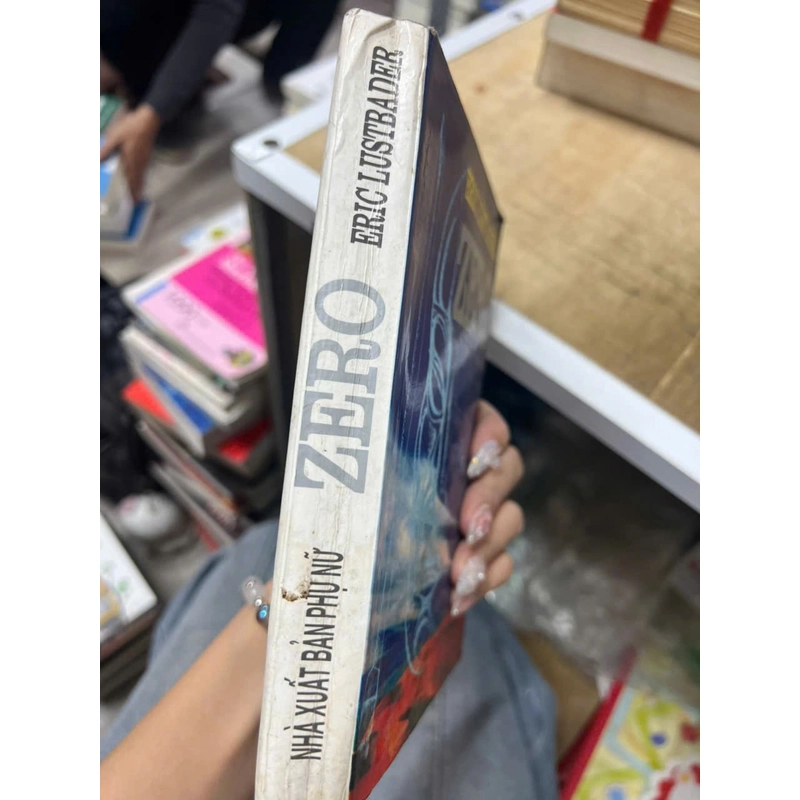 ERIC LUSTBADER
ZERO
NHÀ XUẤT BẢN PHỤ NỮ